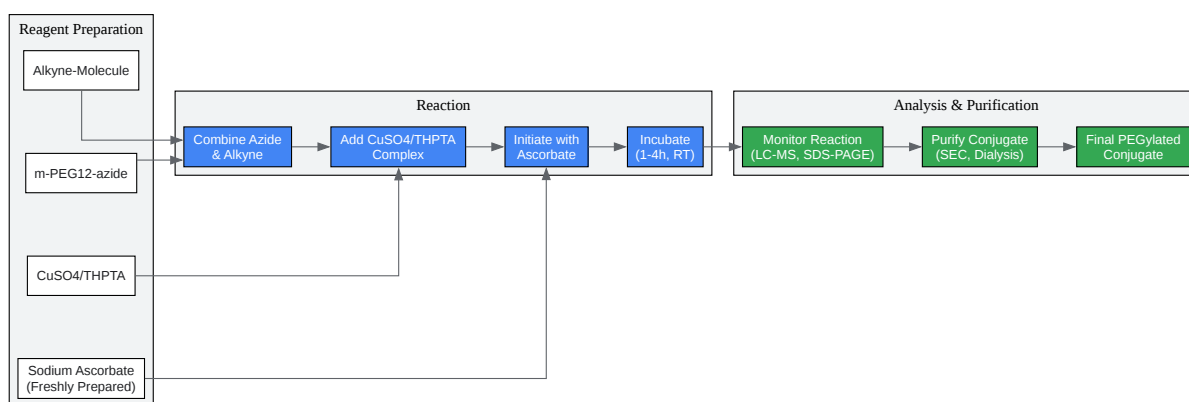 Reagent Preparation
Alkyne-Molecule
m-PEG12-azide
CuSO4/THPTA
Sodium Ascorbate
(Freshly Prepared)
Reaction
Combine Azide
& Alkyne
Add CuSO4/THPTA
Complex
Initiate with
Ascorbate
Incubate
(1-4h, RT)
Analysis & Purification
Monitor Reaction
(LC-MS, SDS-PAGE)
Purify Conjugate
(SEC, Dialysis)
Final PEGylated
Conjugate